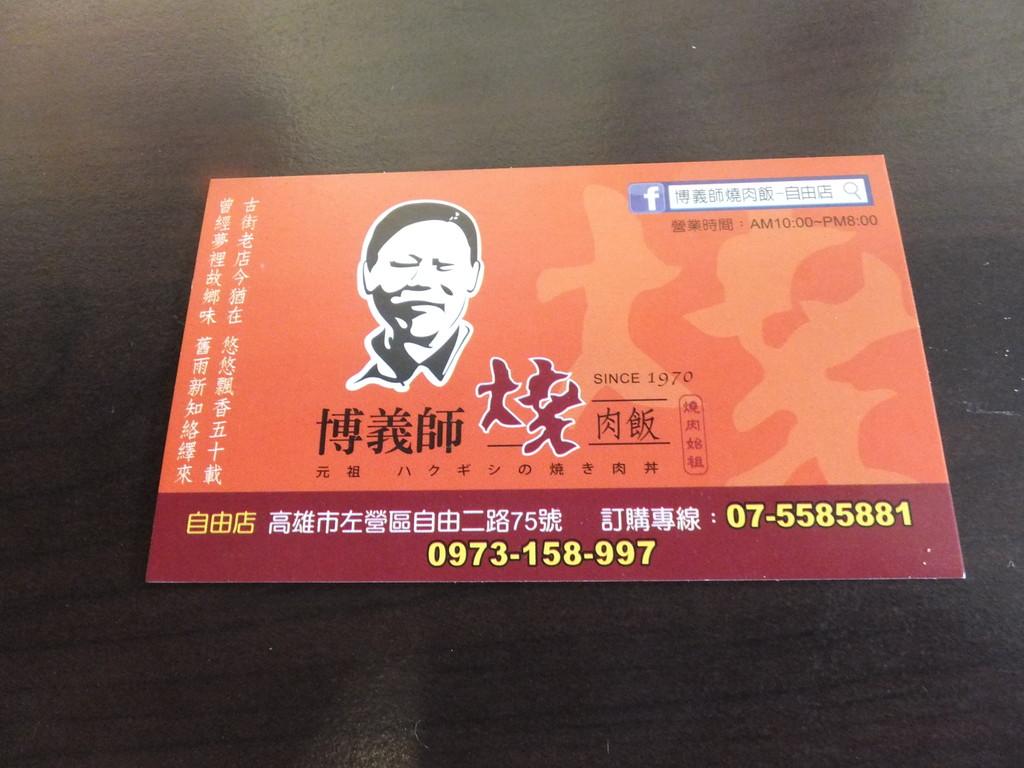 博義師燒肉飯-自由店
營業時間：AM10:00~PM8:00
古街老店今猶在 悠悠飄香五十載
曾經夢裡故鄉味 舊雨新知絡繹來
SINCE 1970
博義師 燒 肉飯
燒肉始祖
元祖 ハクギシの焼き肉丼
自由店 高雄市左營區自由二路75號 訂購專線：07-5585881
0973-158-997